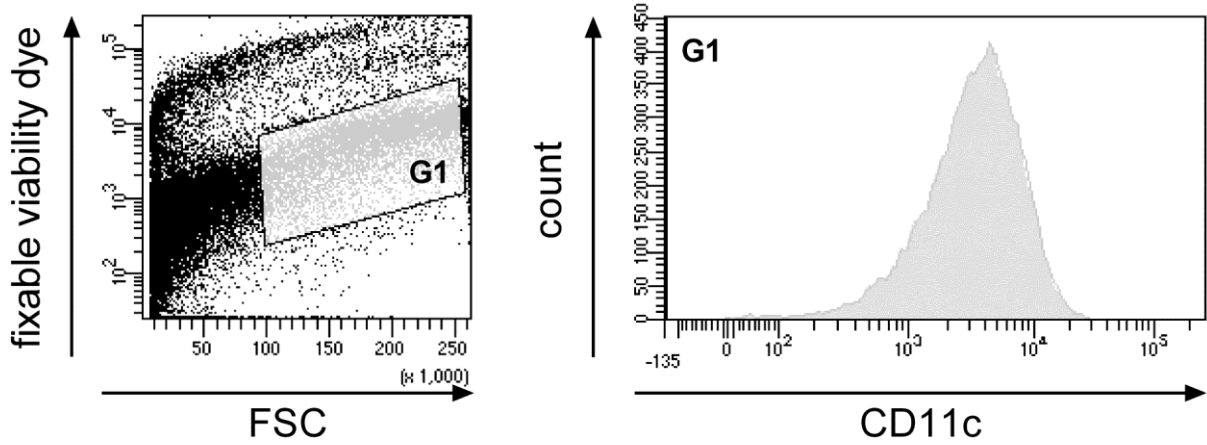 fixable viability dye
10^5
10^4
10^3
10^2
G1
50 100 150 200 250
(x 1,000)
FSC
count
G1
450
400
350
300
250
200
150
100
50
0
-135
0 10^2 10^3 10^4 10^5
CD11c